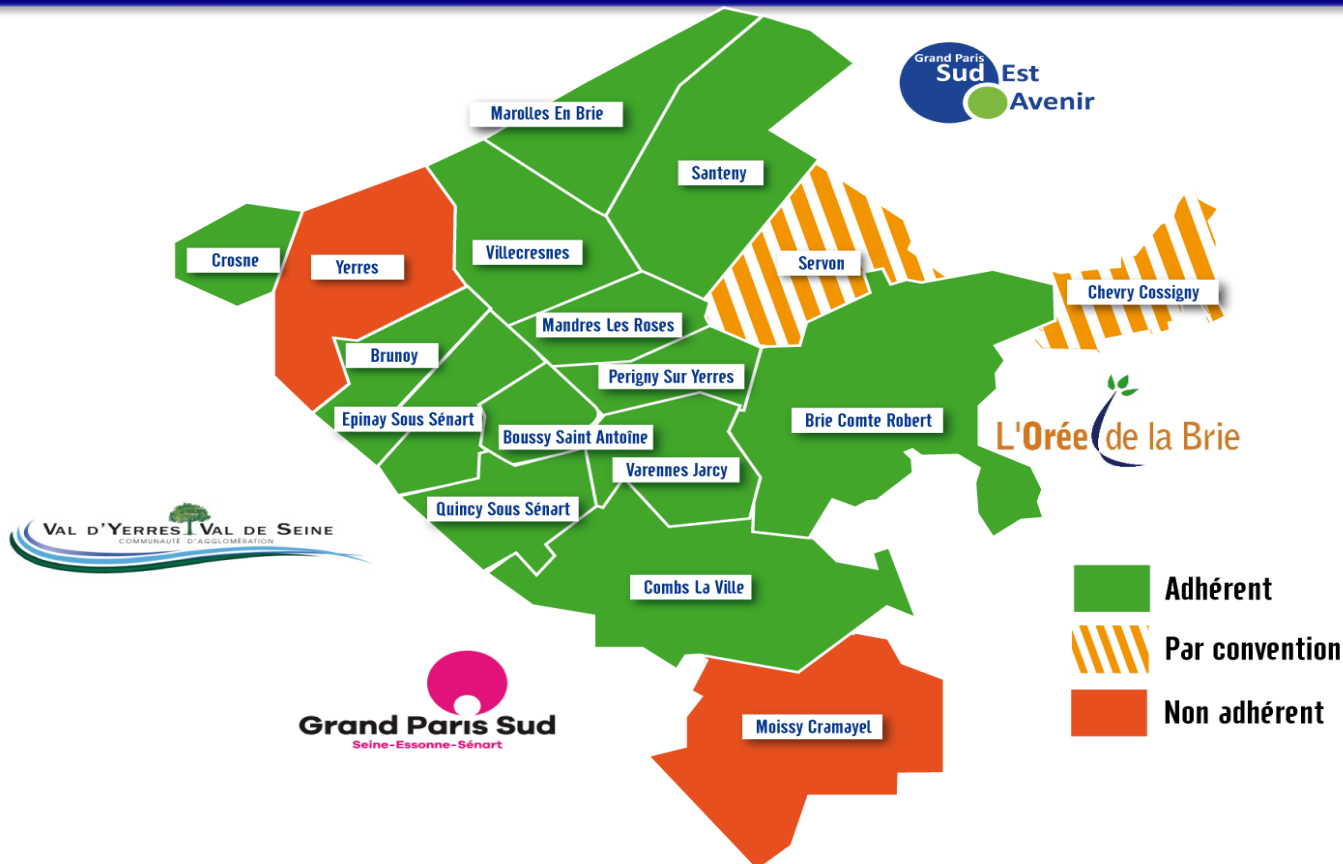 Grand Paris
Sud Est
Avenir
Marolles En Brie
Santeny
Crosne
Yerres
Villecresnes
Servon
Chevry Cossigny
Mandres Les Roses
Brunoy
Perigny Sur Yerres
Epinay Sous Sénart
Brie Comte Robert
Boussy Saint Antoîne
L'Orée de la Brie
Varennes Jarcy
Quincy Sous Sénart
VAL D'YERRES VAL DE SEINE
COMMUNAUTÉ D'AGGLOMÉRATION
Combs La Ville
Adhérent
Par convention
Non adhérent
Grand Paris Sud
Seine-Essonne-Sénart
Moissy Cramayel